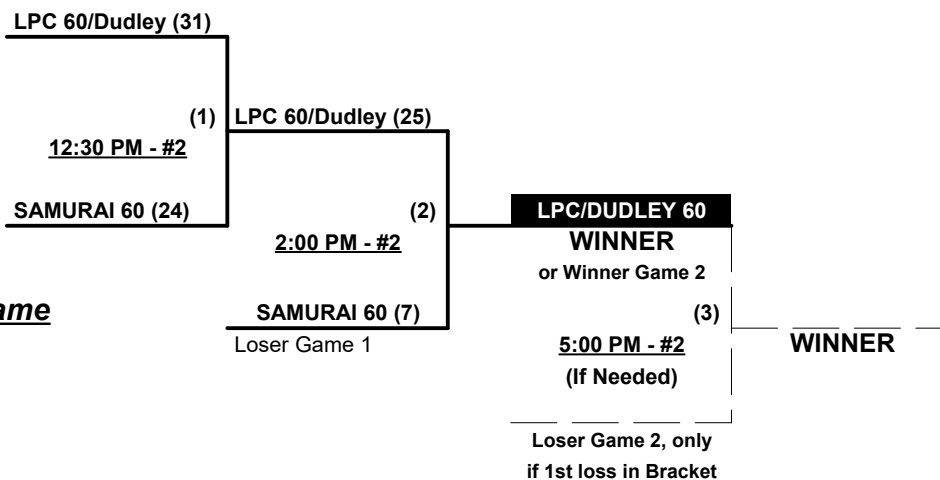 LPC 60/Dudley (31)
(1)
LPC 60/Dudley (25)
12:30 PM - #2
SAMURAI 60 (24)
(2)
LPC/DUDLEY 60
2:00 PM - #2
WINNER
or Winner Game 2
ame
SAMURAI 60 (7)
(3)
Loser Game 1
5:00 PM - #2
WINNER
(If Needed)
Loser Game 2, only
if 1st loss in Bracket